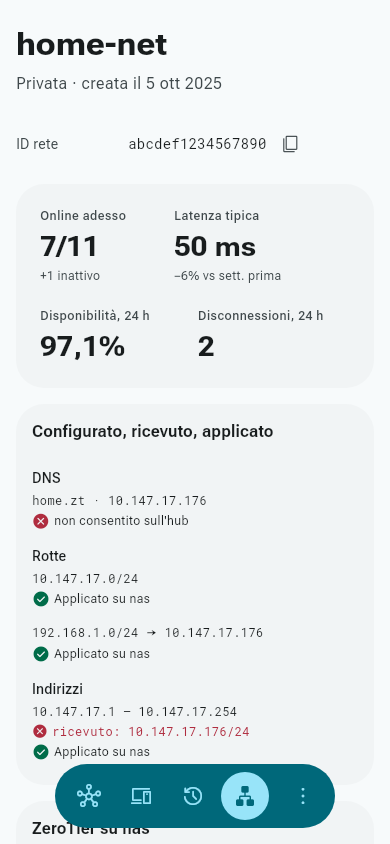 home-net
Privata · creata il 5 ott 2025
ID rete abcdef1234567890
Online adesso Latenza tipica
7/11 50 ms
+1 inattivo −6% vs sett. prima
Disponibilità, 24 h Disconnessioni, 24 h
97,1% 2
Configurato, ricevuto, applicato
DNS
home.zt · 10.147.17.176
non consentito sull'hub
Rotte
10.147.17.0/24
Applicato su nas
192.168.1.0/24 → 10.147.17.176
Applicato su nas
Indirizzi
10.147.17.1 – 10.147.17.254
ricevuto: 10.147.17.176/24
Applicato su nas
ZeroTier su nas